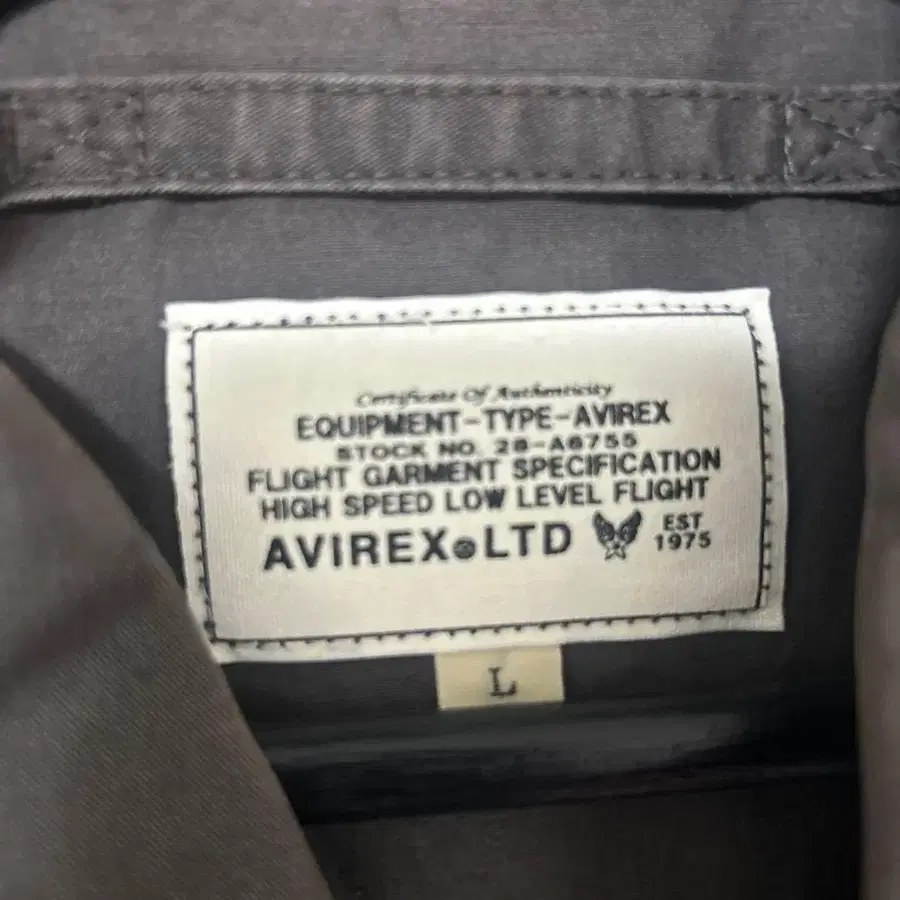 Certificate Of Authenticity
EQUIPMENT-TYPE-AVIREX
STOCK NO. 28-A6755
FLIGHT GARMENT SPECIFICATION
HIGH SPEED LOW LEVEL FLIGHT
AVIREX®LTD EST 1975
L